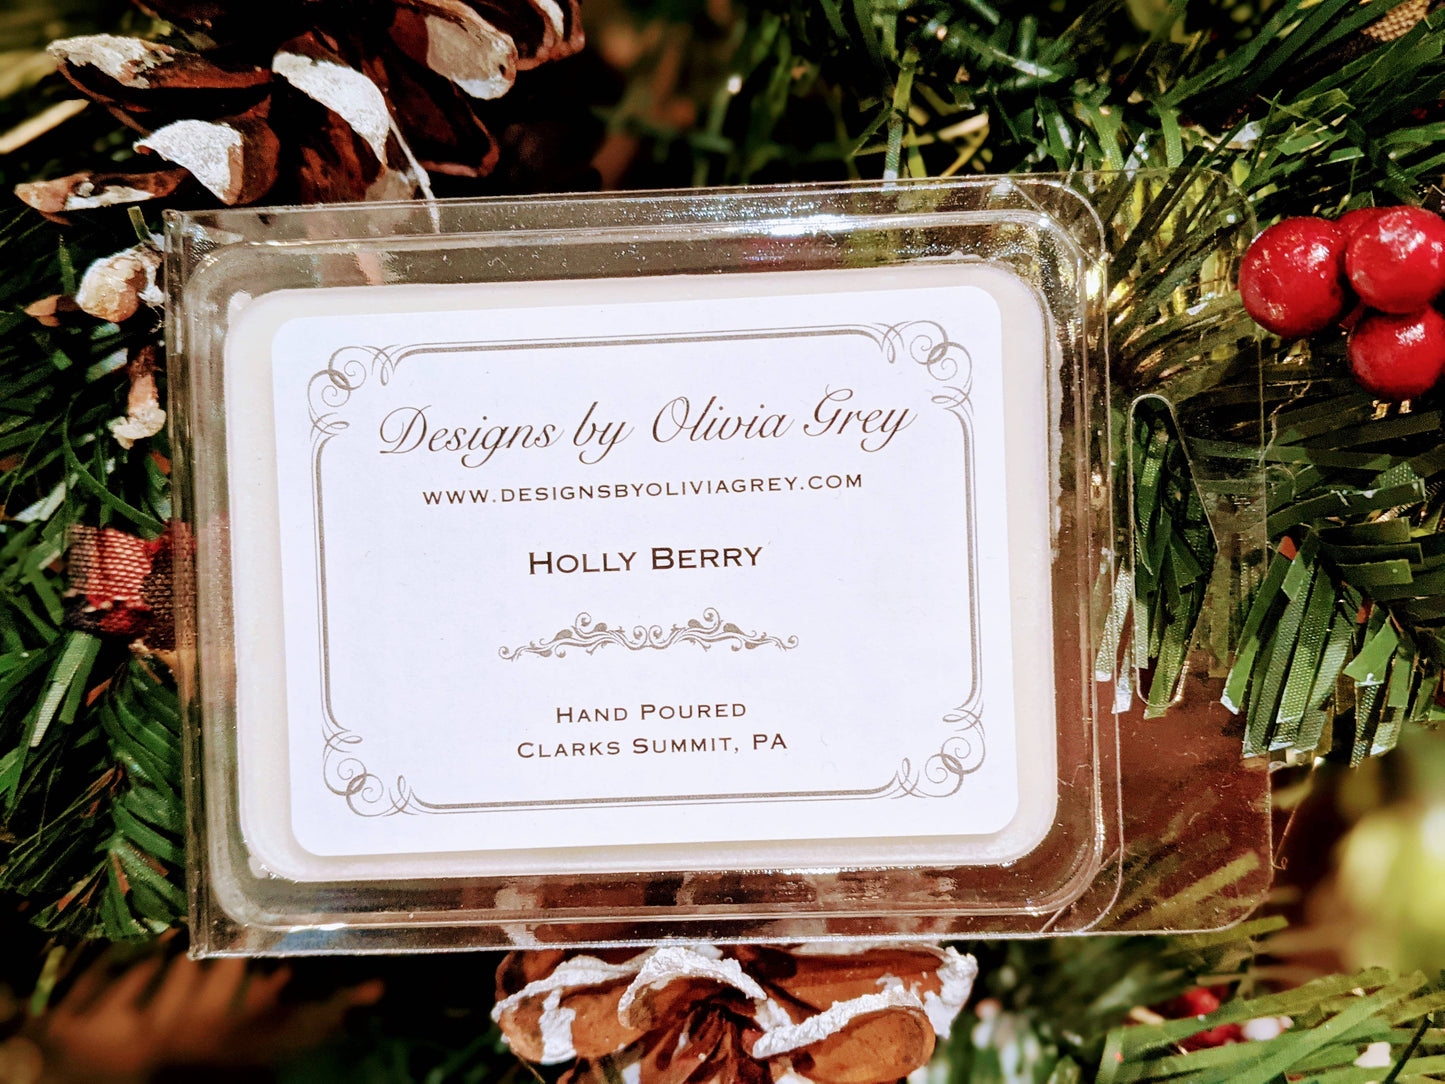 Designs by Olivia Grey
WWW.DESIGNSBYOLIVIAGREY.COM
HOLLY BERRY
HAND POURED
CLARKS SUMMIT, PA